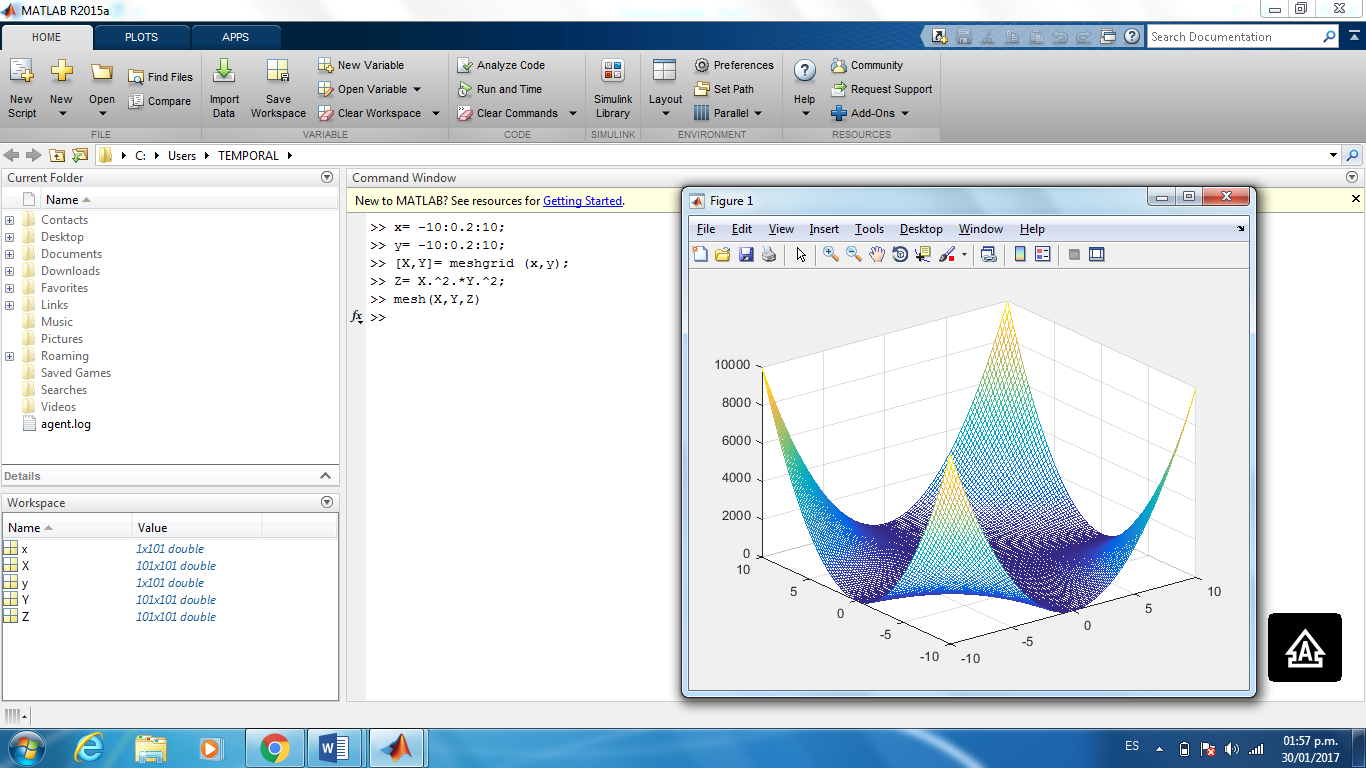 MATLAB R2015a
HOME PLOTS APPS Search Documentation
New Script New Open Find Files Compare
Import Data Save Workspace New Variable Open Variable Clear Workspace
Analyze Code Run and Time Clear Commands
Simulink Library Layout Preferences Set Path Parallel
Help Community Request Support Add-Ons
FILE VARIABLE CODE SIMULINK ENVIRONMENT RESOURCES
C: Users TEMPORAL
Current Folder
Name
Contacts
Desktop
Documents
Downloads
Favorites
Links
Music
Pictures
Roaming
Saved Games
Searches
Videos
agent.log
Details
Workspace
Name Value
x 1x101 double
X 101x101 double
y 1x101 double
Y 101x101 double
Z 101x101 double
Command Window
New to MATLAB? See resources for Getting Started.
>> x= -10:0.2:10;
>> y= -10:0.2:10;
>> [X,Y]= meshgrid (x,y);
>> Z= X.^2.*Y.^2;
>> mesh(X,Y,Z)
fx >>
Figure 1
File Edit View Insert Tools Desktop Window Help
10000
8000
6000
4000
2000
0
10
5
0
-5
-10
-10
-5
0
5
10
A
ES 01:57 p.m.
30/01/2017